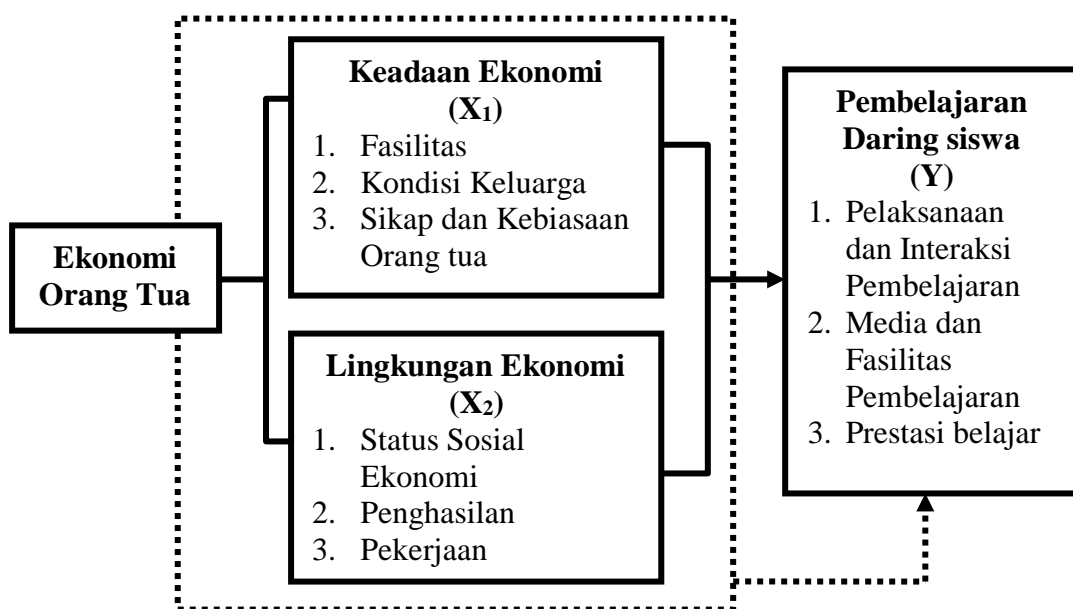 Ekonomi
Orang Tua
Keadaan Ekonomi
(X₁)
1. Fasilitas
2. Kondisi Keluarga
3. Sikap dan Kebiasaan
Orang tua
Lingkungan Ekonomi
(X₂)
1. Status Sosial
Ekonomi
2. Penghasilan
3. Pekerjaan
Pembelajaran
Daring siswa
(Y)
1. Pelaksanaan
dan Interaksi
Pembelajaran
2. Media dan
Fasilitas
Pembelajaran
3. Prestasi belajar